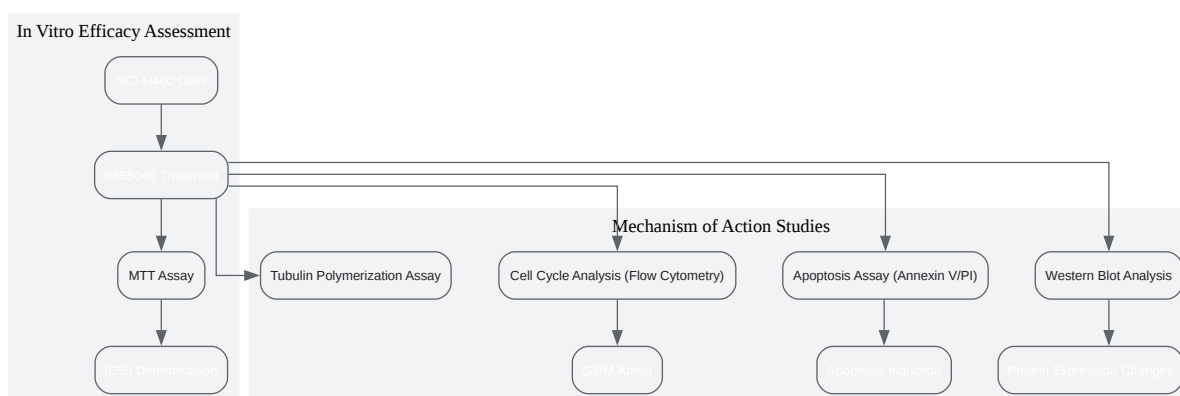 In Vitro Efficacy Assessment
NCI-H460 Cells
IMB5046 Treatment
Mechanism of Action Studies
MTT Assay
Tubulin Polymerization Assay
Cell Cycle Analysis (Flow Cytometry)
Apoptosis Assay (Annexin V/PI)
Western Blot Analysis
IC50 Determination
G2/M Arrest
Apoptosis Induction
Protein Expression Changes